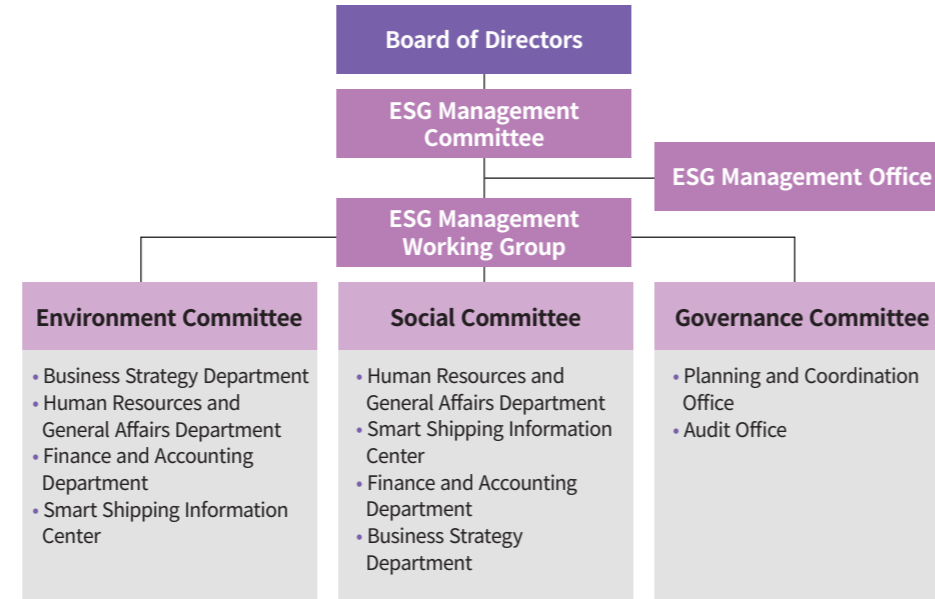 Board of Directors
ESG Management
Committee
ESG Management Office
ESG Management
Working Group
Environment Committee
• Business Strategy Department
• Human Resources and
General Affairs Department
• Finance and Accounting
Department
• Smart Shipping Information
Center
Social Committee
• Human Resources and
General Affairs Department
• Smart Shipping Information
Center
• Finance and Accounting
Department
• Business Strategy
Department
Governance Committee
• Planning and Coordination
Office
• Audit Office